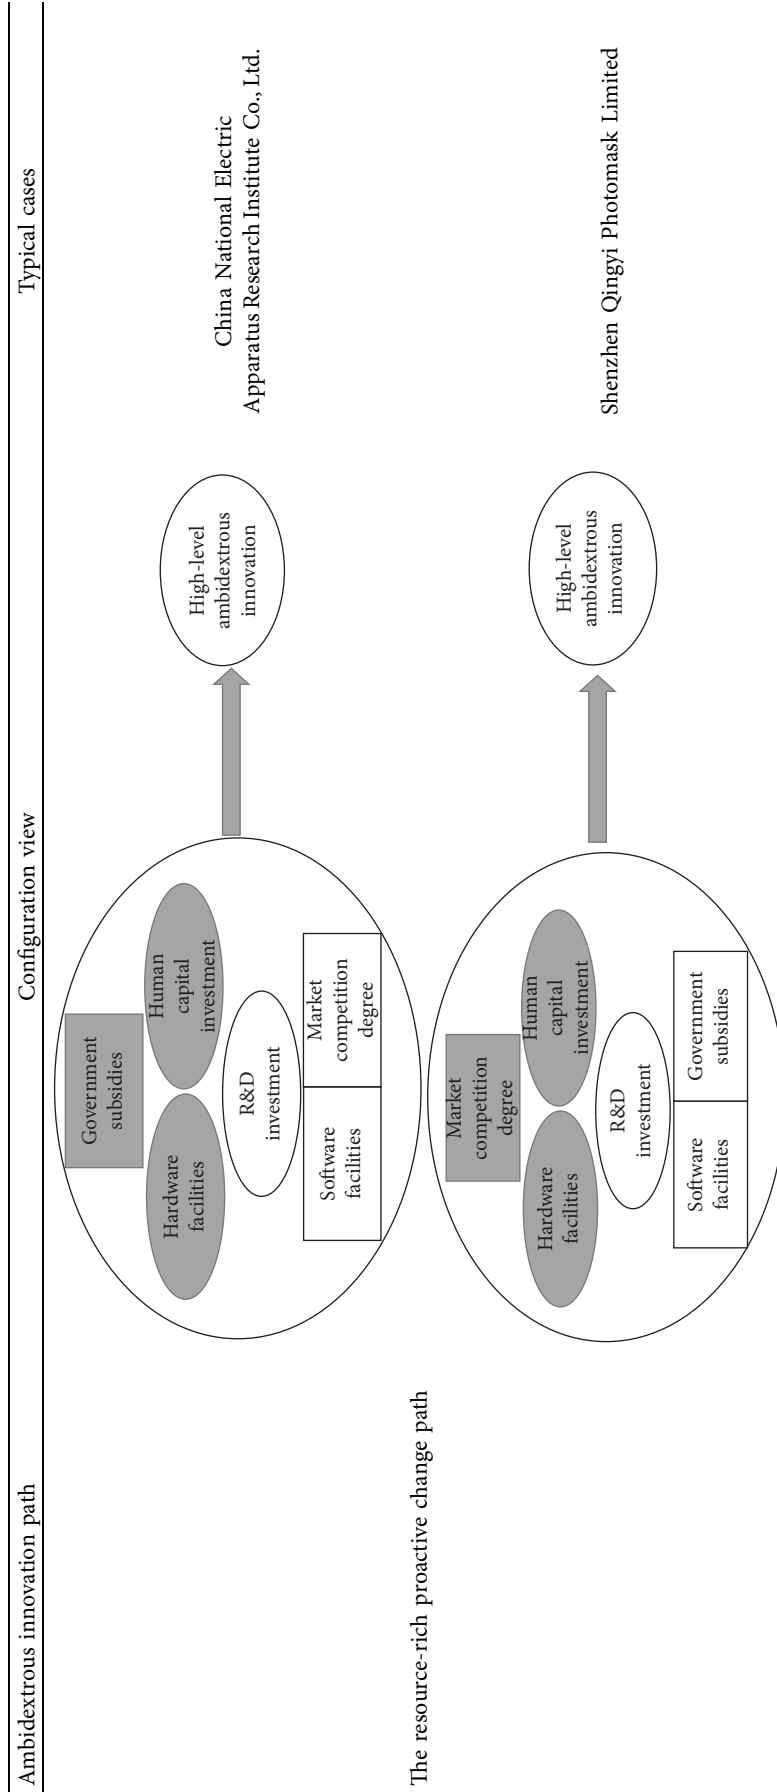 Ambidextrous innovation path
Configuration view
Typical cases
The resource-rich proactive change path
Government
subsidies
Hardware
facilities
Human
capital
investment
R&D
investment
Software
facilities
Market
competition
degree
High-level
ambidextrous
innovation
China National Electric
Apparatus Research Institute Co., Ltd.
Market
competition
degree
Hardware
facilities
Human
capital
investment
R&D
investment
Software
facilities
Government
subsidies
High-level
ambidextrous
innovation
Shenzhen Qingyi Photomask Limited